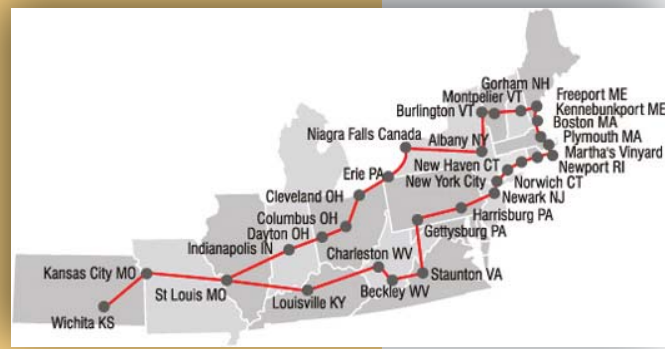 Gorham NH
Montpelier VT
Freeport ME
Burlington VT
Kennebunkport ME
Boston MA
Niagra Falls Canada
Albany NY
Plymouth MA
Martha's Vinyard
New Haven CT
Newport RI
Erie PA
New York City
Norwich CT
Cleveland OH
Newark NJ
Columbus OH
Harrisburg PA
Dayton OH
Gettysburg PA
Indianapolis IN
Charleston WV
Kansas City MO
Staunton VA
St Louis MO
Beckley WV
Louisville KY
Wichita KS